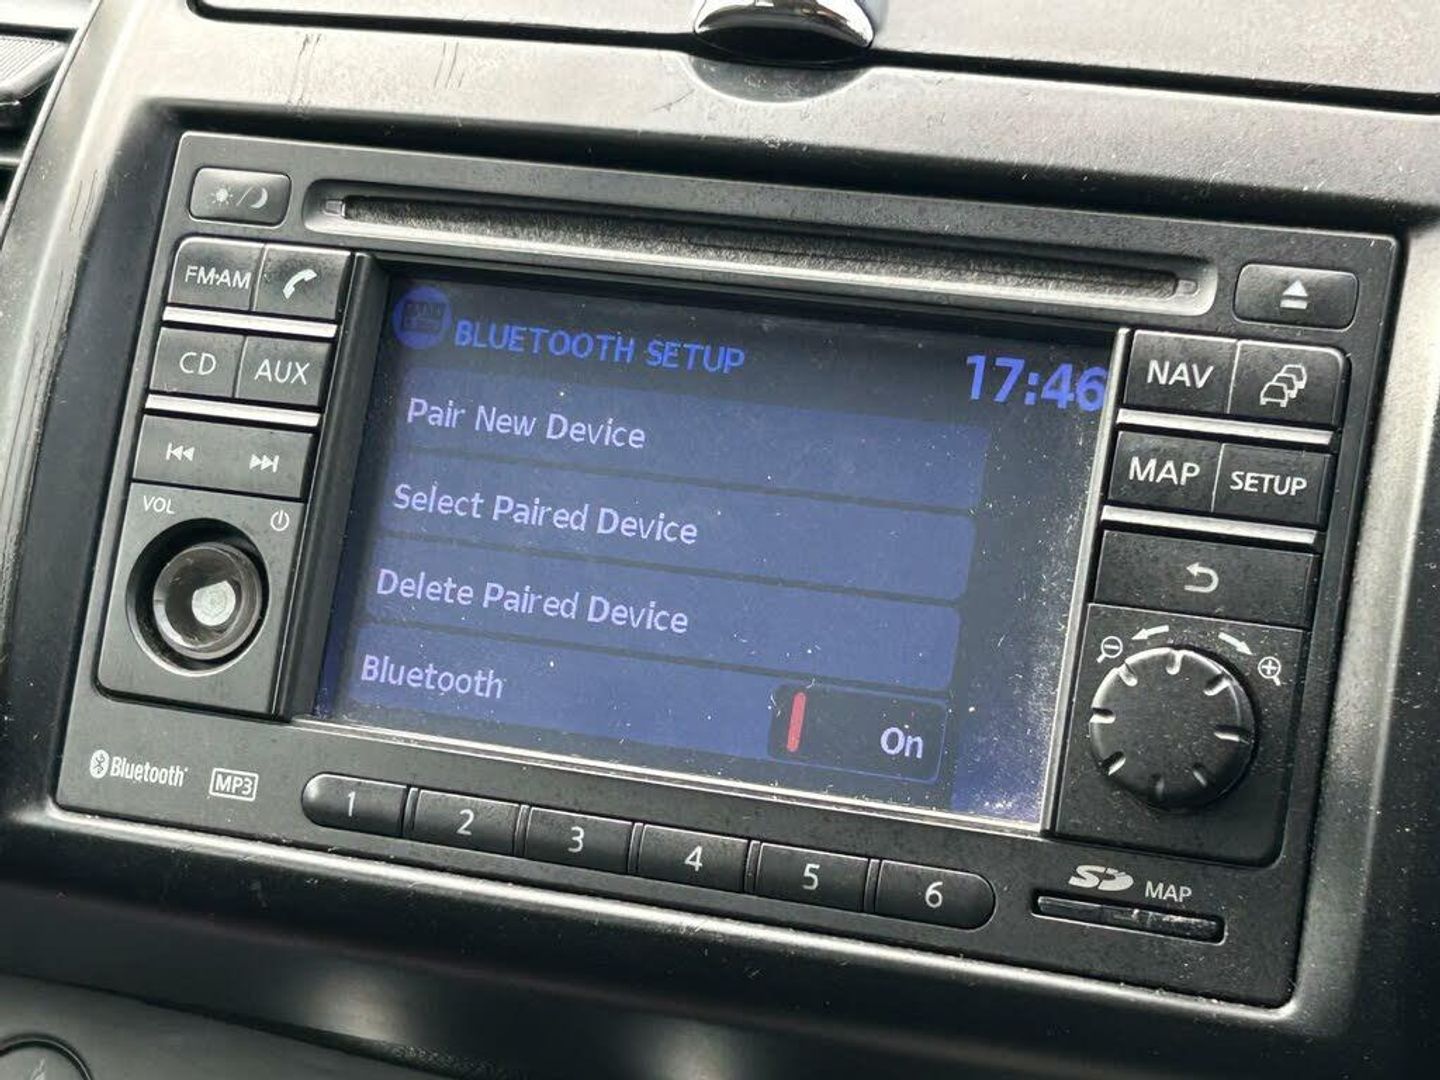 FM·AM
CD
AUX
VOL
BLUETOOTH SETUP
17:46
Pair New Device
Select Paired Device
Delete Paired Device
Bluetooth
On
NAV
MAP
SETUP
Bluetooth
MP3
1
2
3
4
5
6
SD MAP